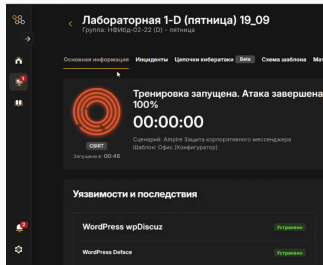 Лабораторная 1-D (пятница) 19_09
Группа: НФИбд-02-22 (D) - пятница
Основная информация Инциденты Цепочки кибератаки Beta Схема шаблона Мат
Тренировка запущена. Атака завершена
100%
00:00:00
Сценарий: Ampire Защита корпоративного мессенджера
Шаблон: Офис (Конфигуратор)
CSIRT
Запущена в: 00:46
Уязвимости и последствия
WordPress wpDiscuz Устранено
WordPress Deface Устранено